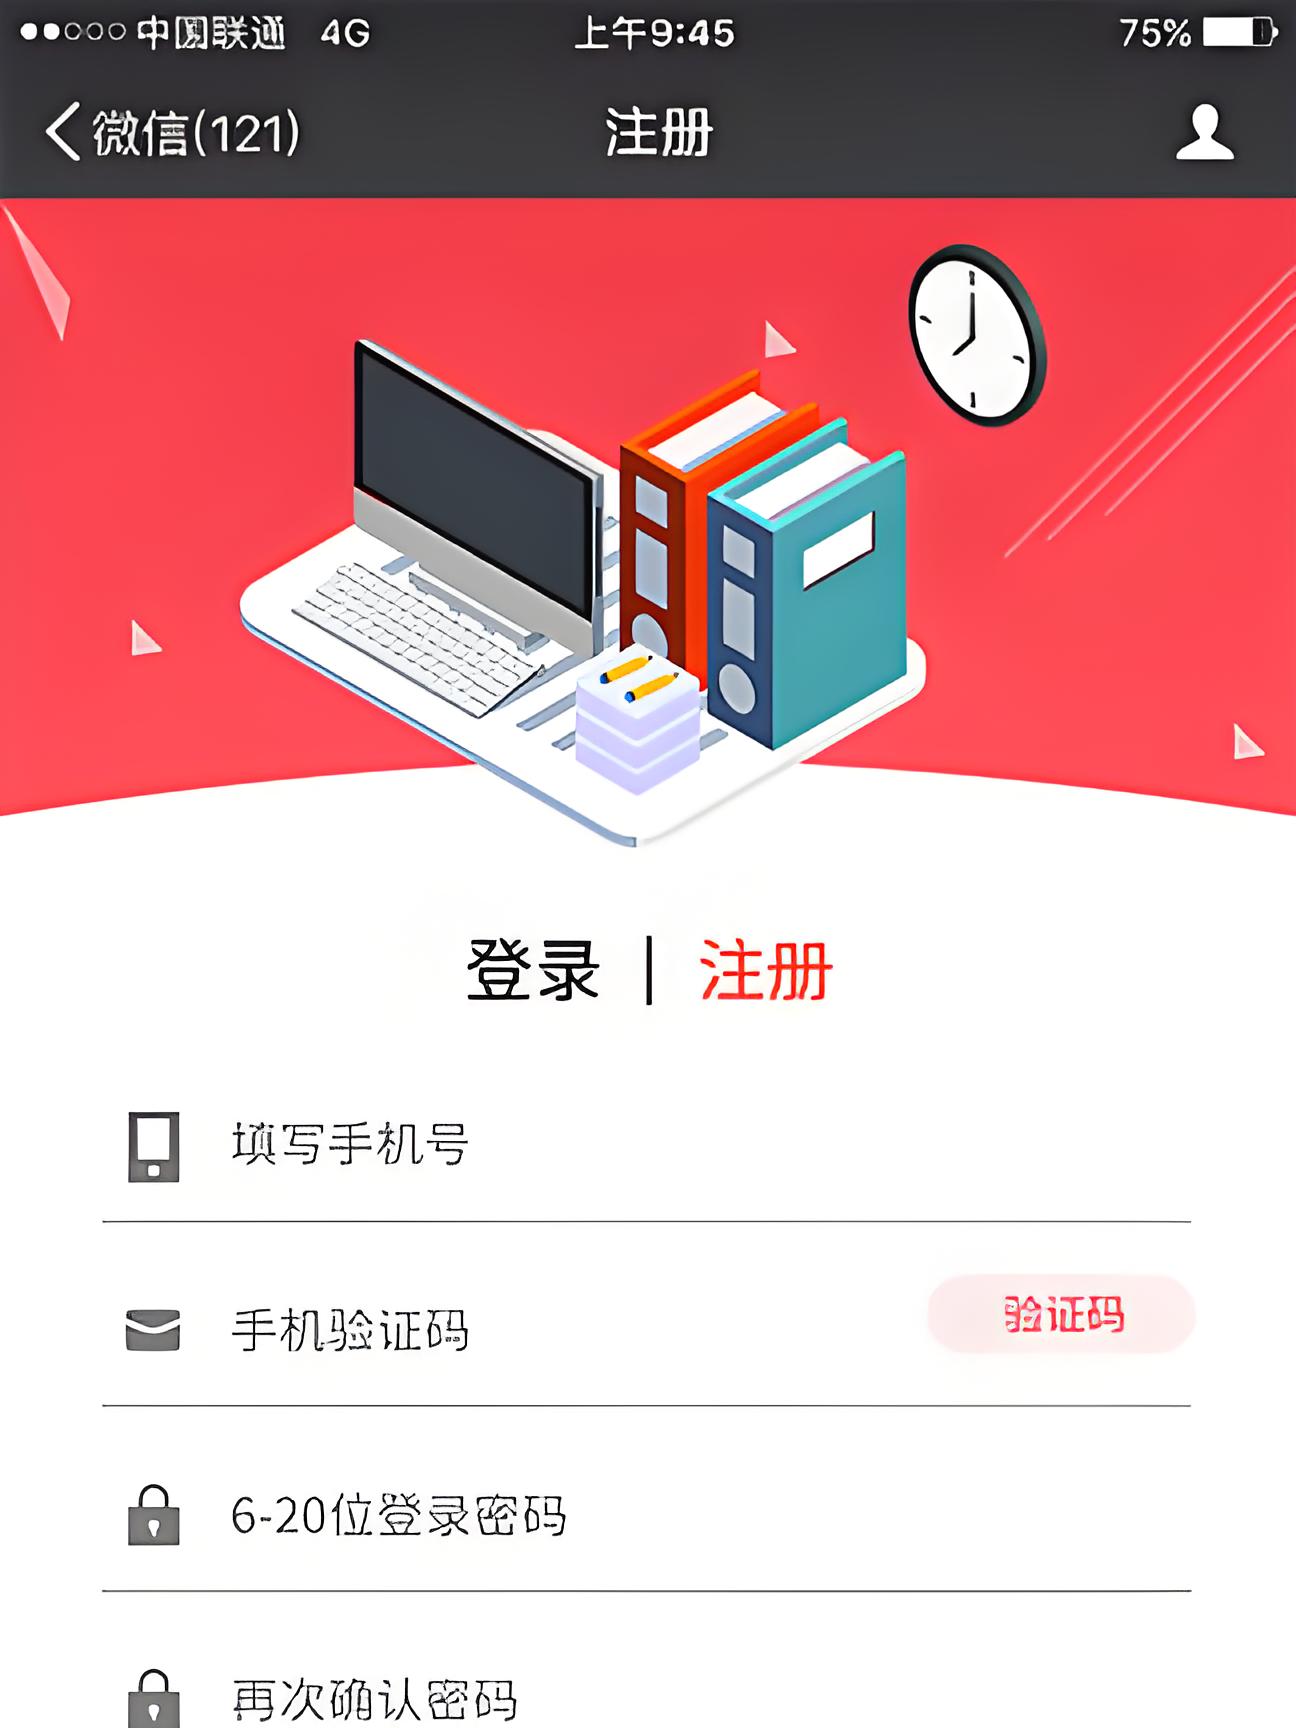 中国联通 4G 上午9:45 75%
微信(121) 注册
登录 | 注册
填写手机号
手机验证码 验证码
6-20位登录密码
再次确认密码